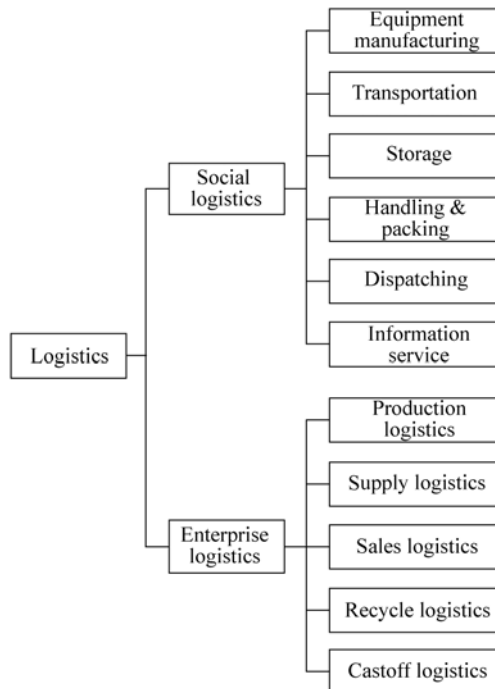 Equipment
manufacturing
Transportation
Storage
Social
logistics
Handling &
packing
Dispatching
Information
service
Logistics
Production
logistics
Supply logistics
Enterprise
logistics
Sales logistics
Recycle logistics
Castoff logistics